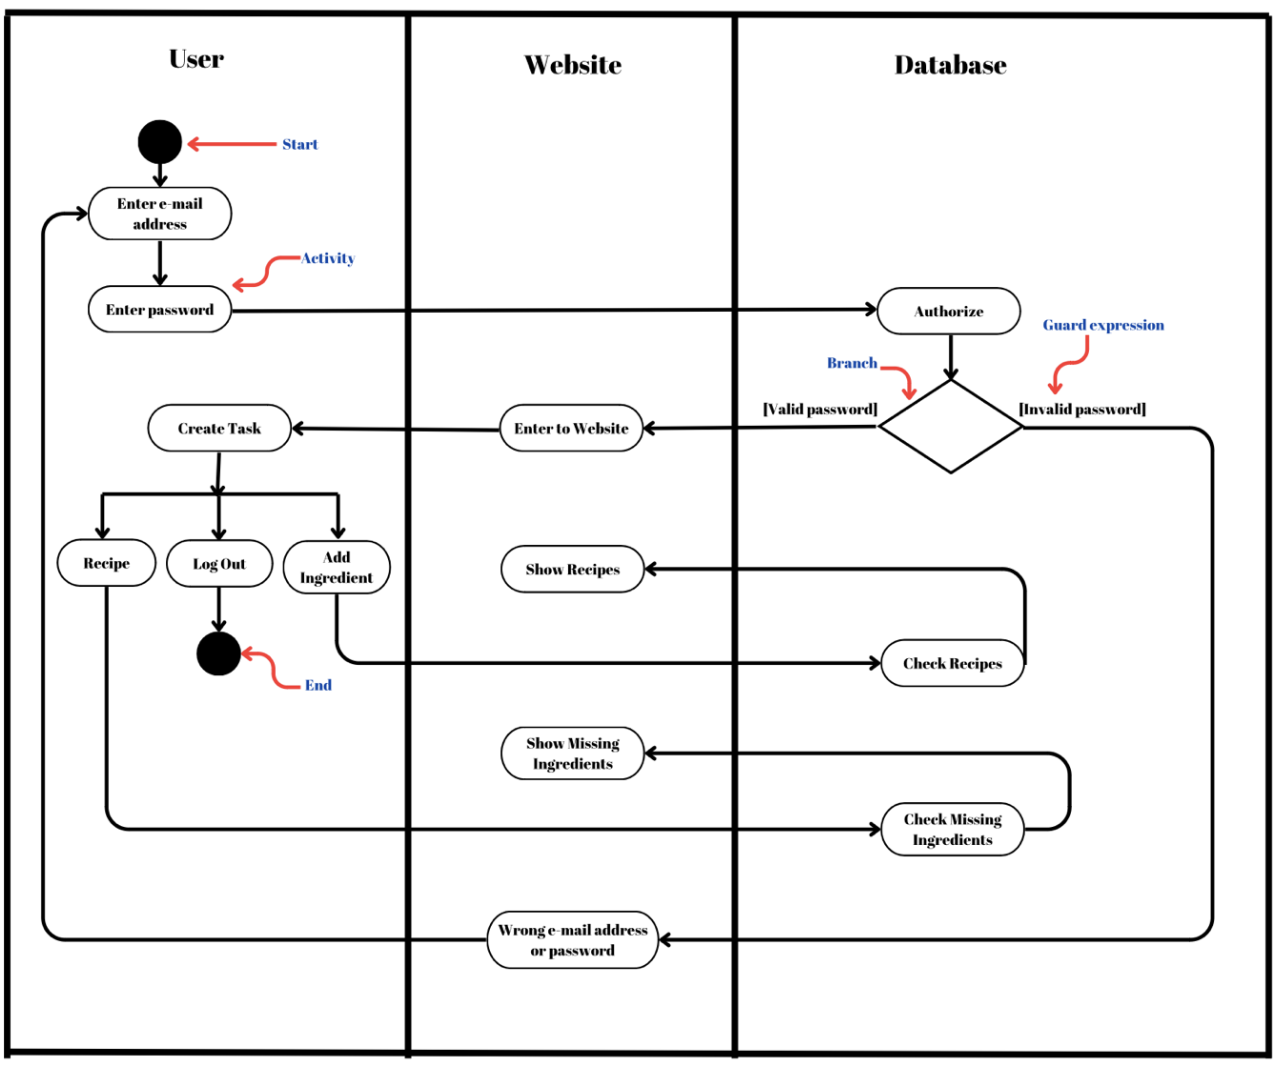 User
Website
Database
Start
Enter e-mail
address
Activity
Enter password
Authorize
Guard expression
Branch
[Valid password]
[Invalid password]
Create Task
Enter to Website
Recipe
Log Out
Add
Ingredient
Show Recipes
Check Recipes
End
Show Missing
Ingredients
Check Missing
Ingredients
Wrong e-mail address
or password